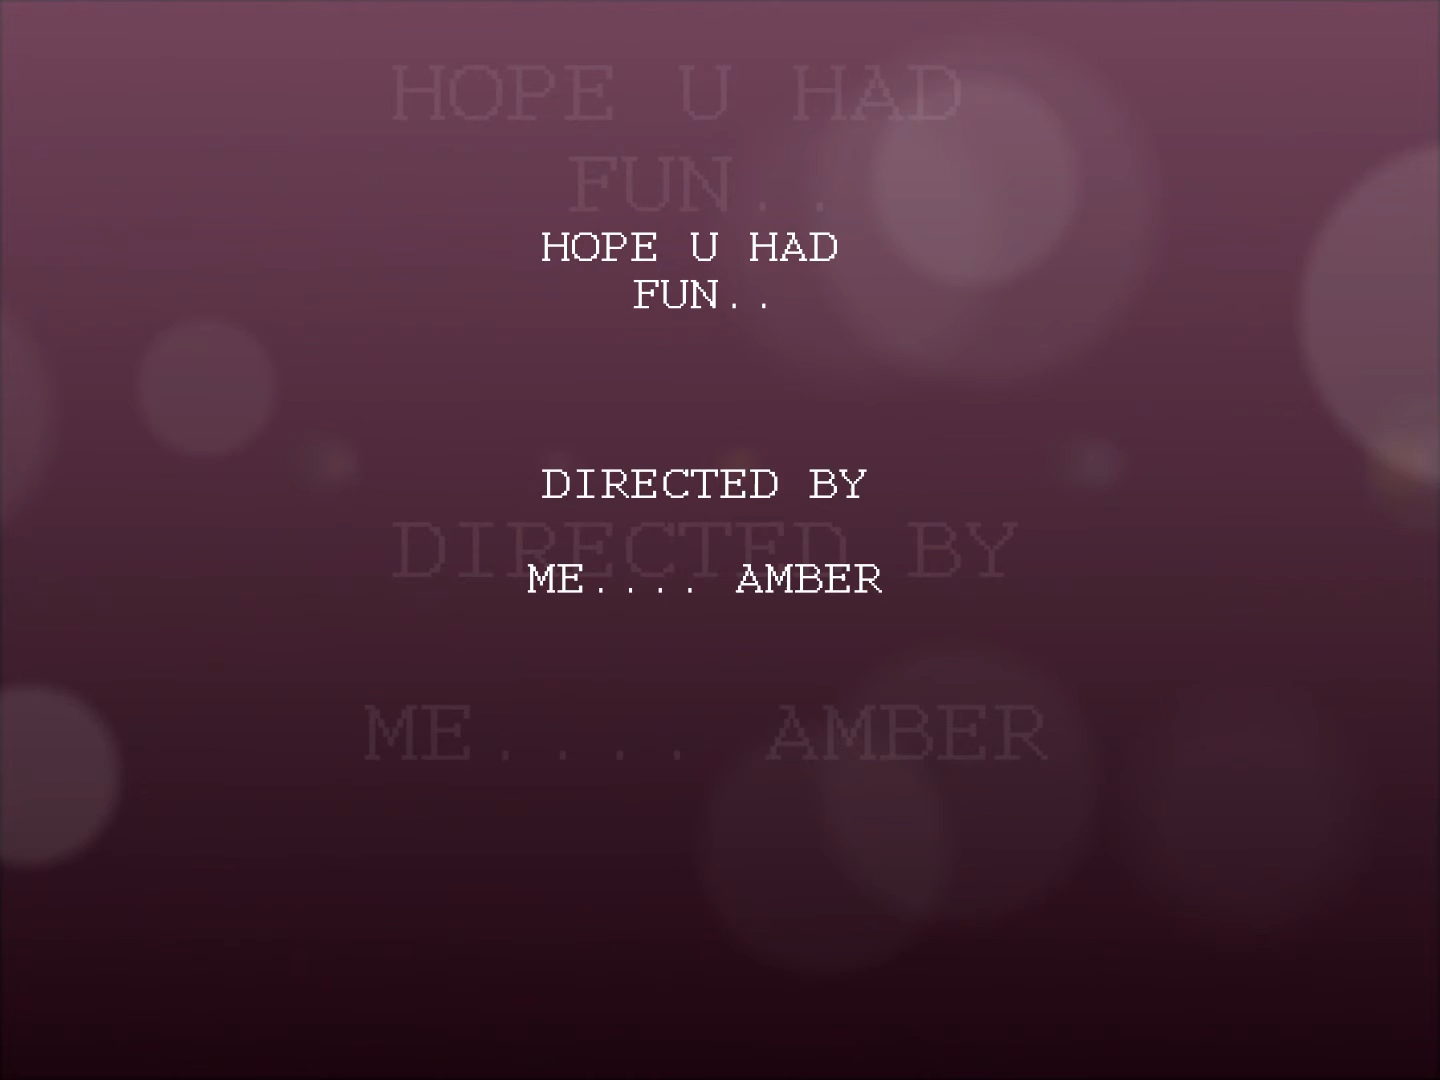 HOPE U HAD
FUN..
HOPE U HAD
FUN..
DIRECTED BY
DIRECTED BY
ME.... AMBER
ME.... AMBER